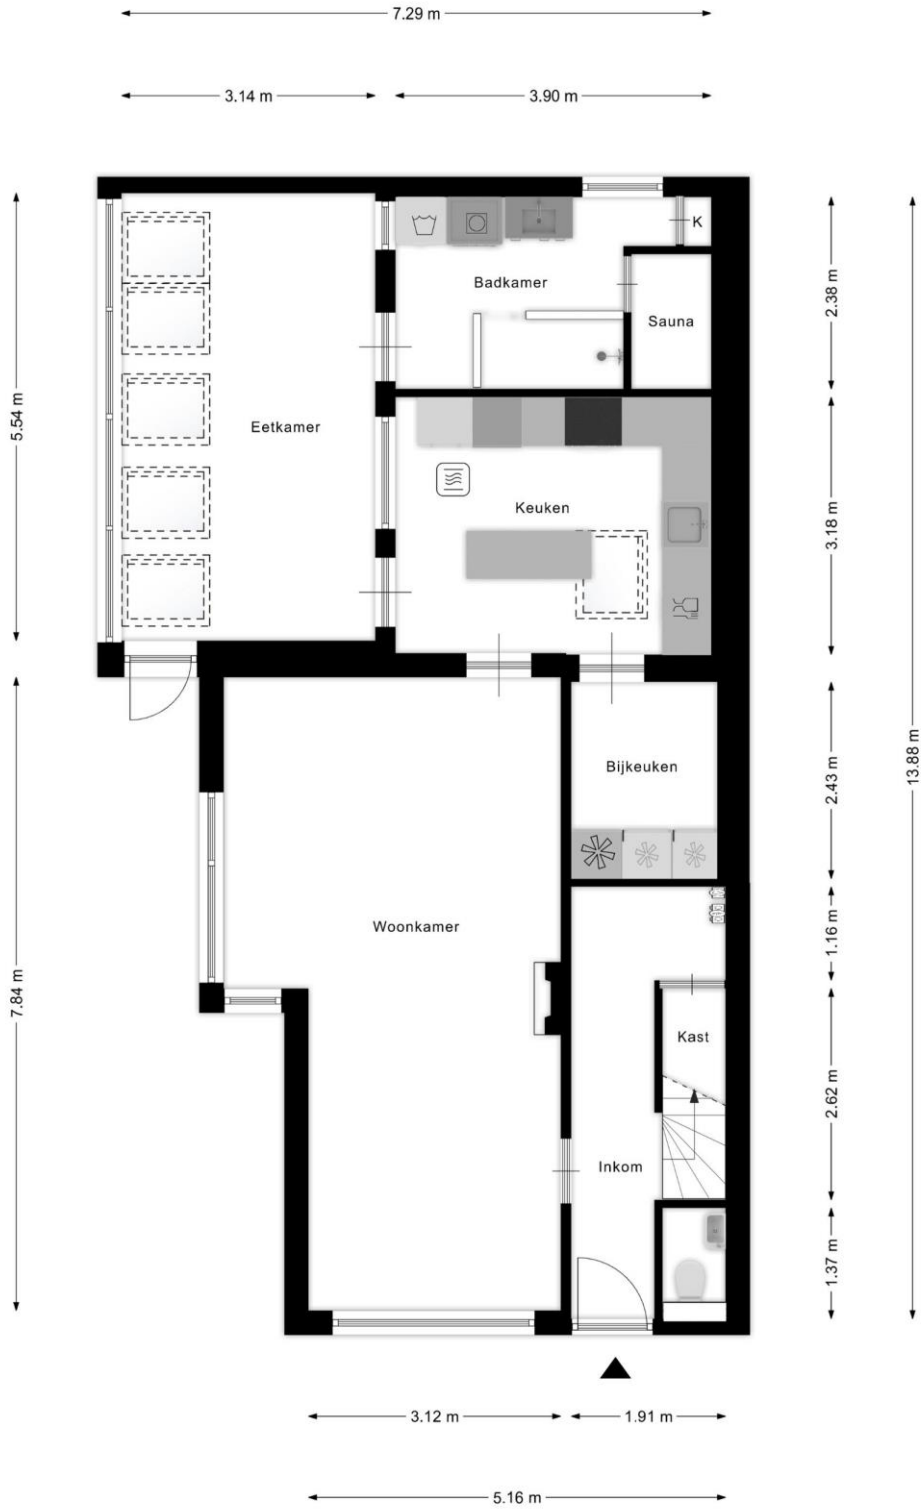 7.29 m
3.14 m
3.90 m
K
Badkamer
2.38 m
Sauna
5.54 m
Eetkamer
Keuken
3.18 m
13.88 m
Bijkeuken
2.43 m
Woonkamer
1.16 m
7.84 m
Kast
2.62 m
Inkom
1.37 m
3.12 m
1.91 m
5.16 m